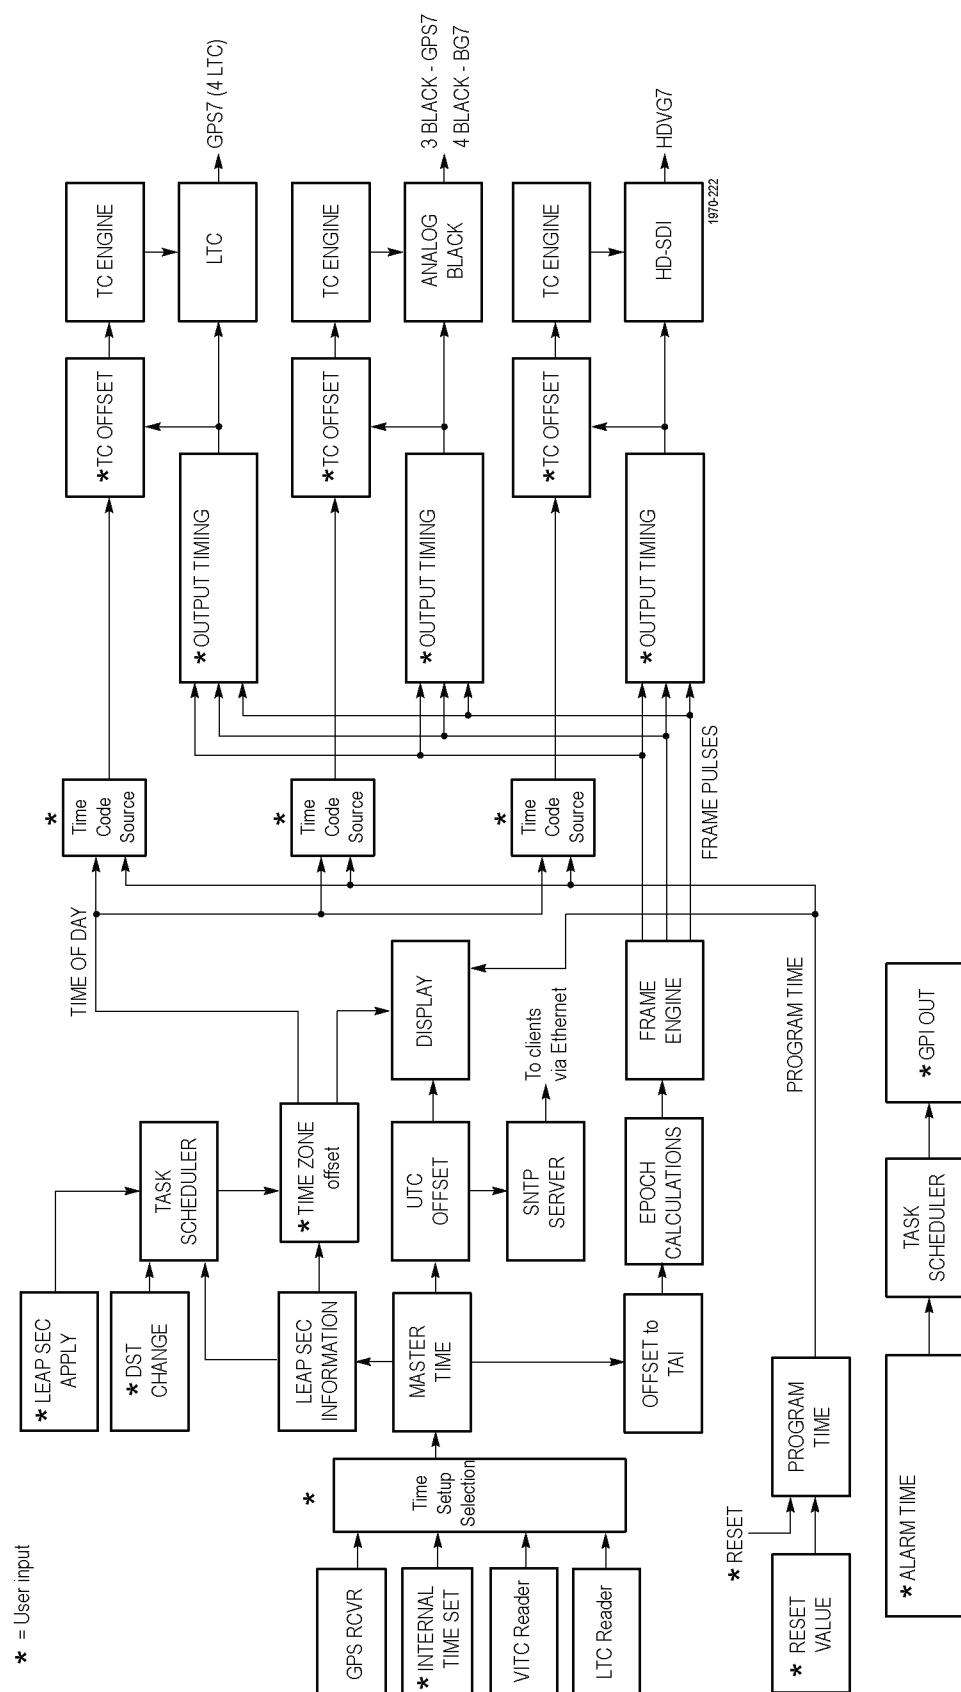 * = User input
GPS RCVR
* INTERNAL
TIME SET
VITC Reader
LTC Reader
*
Time
Setup
Selection
* LEAP SEC
APPLY
* DST
CHANGE
LEAP SEC
INFORMATION
MASTER
TIME
OFFSET to
TAI
TASK
SCHEDULER
* TIME ZONE
offset
UTC
OFFSET
SNTP
SERVER
EPOCH
CALCULATIONS
DISPLAY
To clients
via Ethernet
FRAME
ENGINE
TIME OF DAY
*
Time
Code
Source
*
Time
Code
Source
*
Time
Code
Source
FRAME PULSES
* OUTPUT TIMING
* OUTPUT TIMING
* OUTPUT TIMING
* TC OFFSET
* TC OFFSET
* TC OFFSET
TC ENGINE
LTC
TC ENGINE
ANALOG
BLACK
TC ENGINE
HD-SDI
GPS7 (4 LTC)
3 BLACK - GPS7
4 BLACK - BG7
HDVG7
1970-222
* RESET
* RESET
VALUE
PROGRAM
TIME
PROGRAM TIME
* ALARM TIME
TASK
SCHEDULER
* GPI OUT